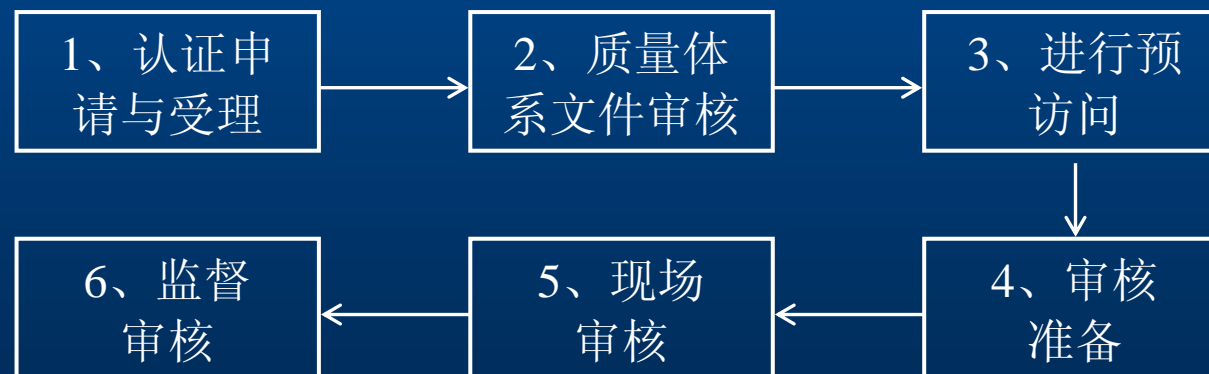 1、认证申
请与受理
2、质量体
系文件审核
3、进行预
访问
4、审核
准备
5、现场
审核
6、监督
审核